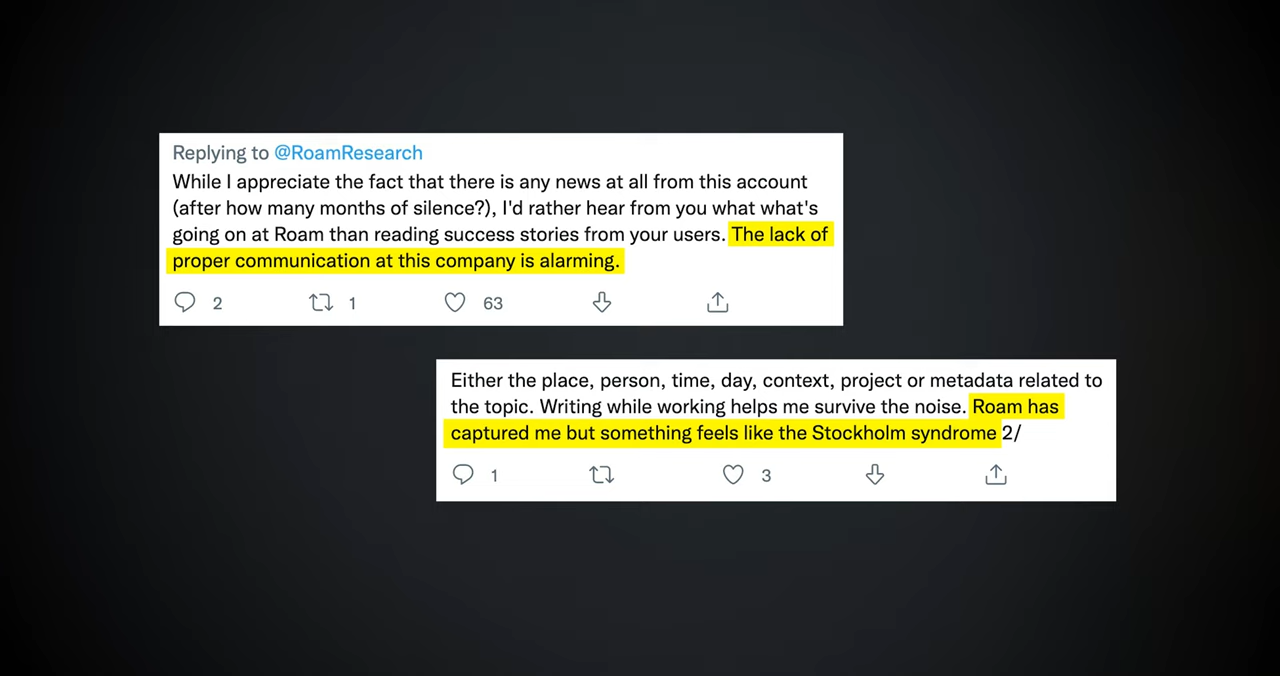 Replying to @RoamResearch
While I appreciate the fact that there is any news at all from this account
(after how many months of silence?), I'd rather hear from you what what's
going on at Roam than reading success stories from your users. The lack of
proper communication at this company is alarming.
2 1 63
Either the place, person, time, day, context, project or metadata related to
the topic. Writing while working helps me survive the noise. Roam has
captured me but something feels like the Stockholm syndrome 2/
1 3